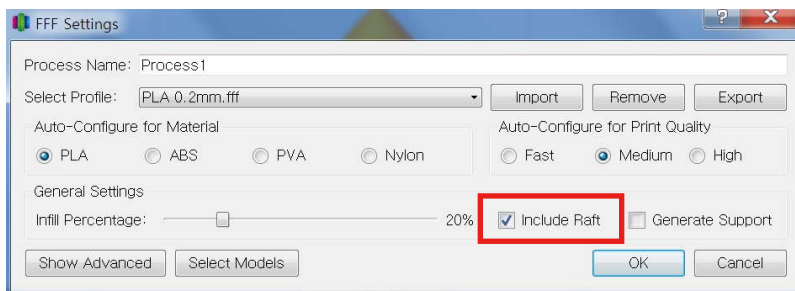 FFF Settings
Process Name: Process1
Select Profile: PLA 0.2mm.fff Import Remove Export
Auto-Configure for Material Auto-Configure for Print Quality
PLA ABS PVA Nylon Fast Medium High
General Settings
Infill Percentage: 20% Include Raft Generate Support
Show Advanced Select Models OK Cancel